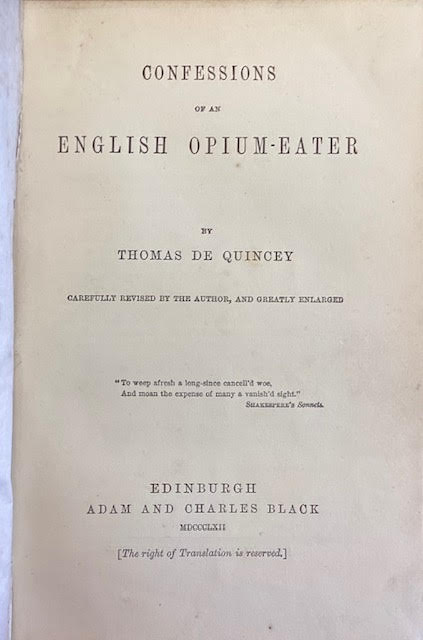 CONFESSIONS
OF AN
ENGLISH OPIUM-EATER
BY
THOMAS DE QUINCEY
CAREFULLY REVISED BY THE AUTHOR, AND GREATLY ENLARGED
"To weep afresh a long-since cancell'd woe,
And moan the expense of many a vanish'd sight."
SHAKESPERE'S Sonnets.
EDINBURGH
ADAM AND CHARLES BLACK
MDCCCLXII
[The right of Translation is reserved.]